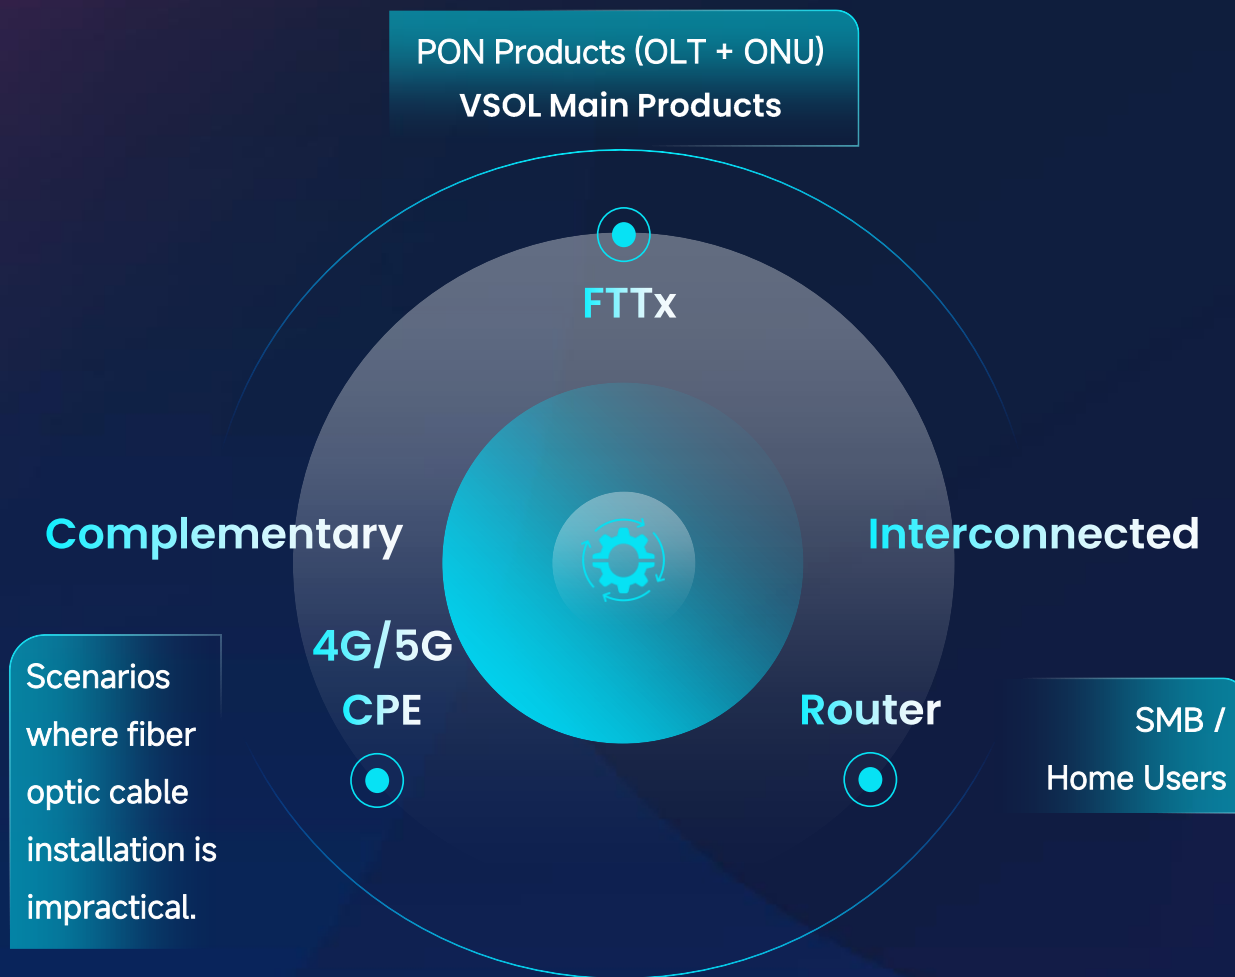 PON Products (OLT + ONU)
VSOL Main Products
FTTx
Complementary
Interconnected
4G/5G
CPE
Router
Scenarios
where fiber
optic cable
installation is
impractical.
SMB /
Home Users